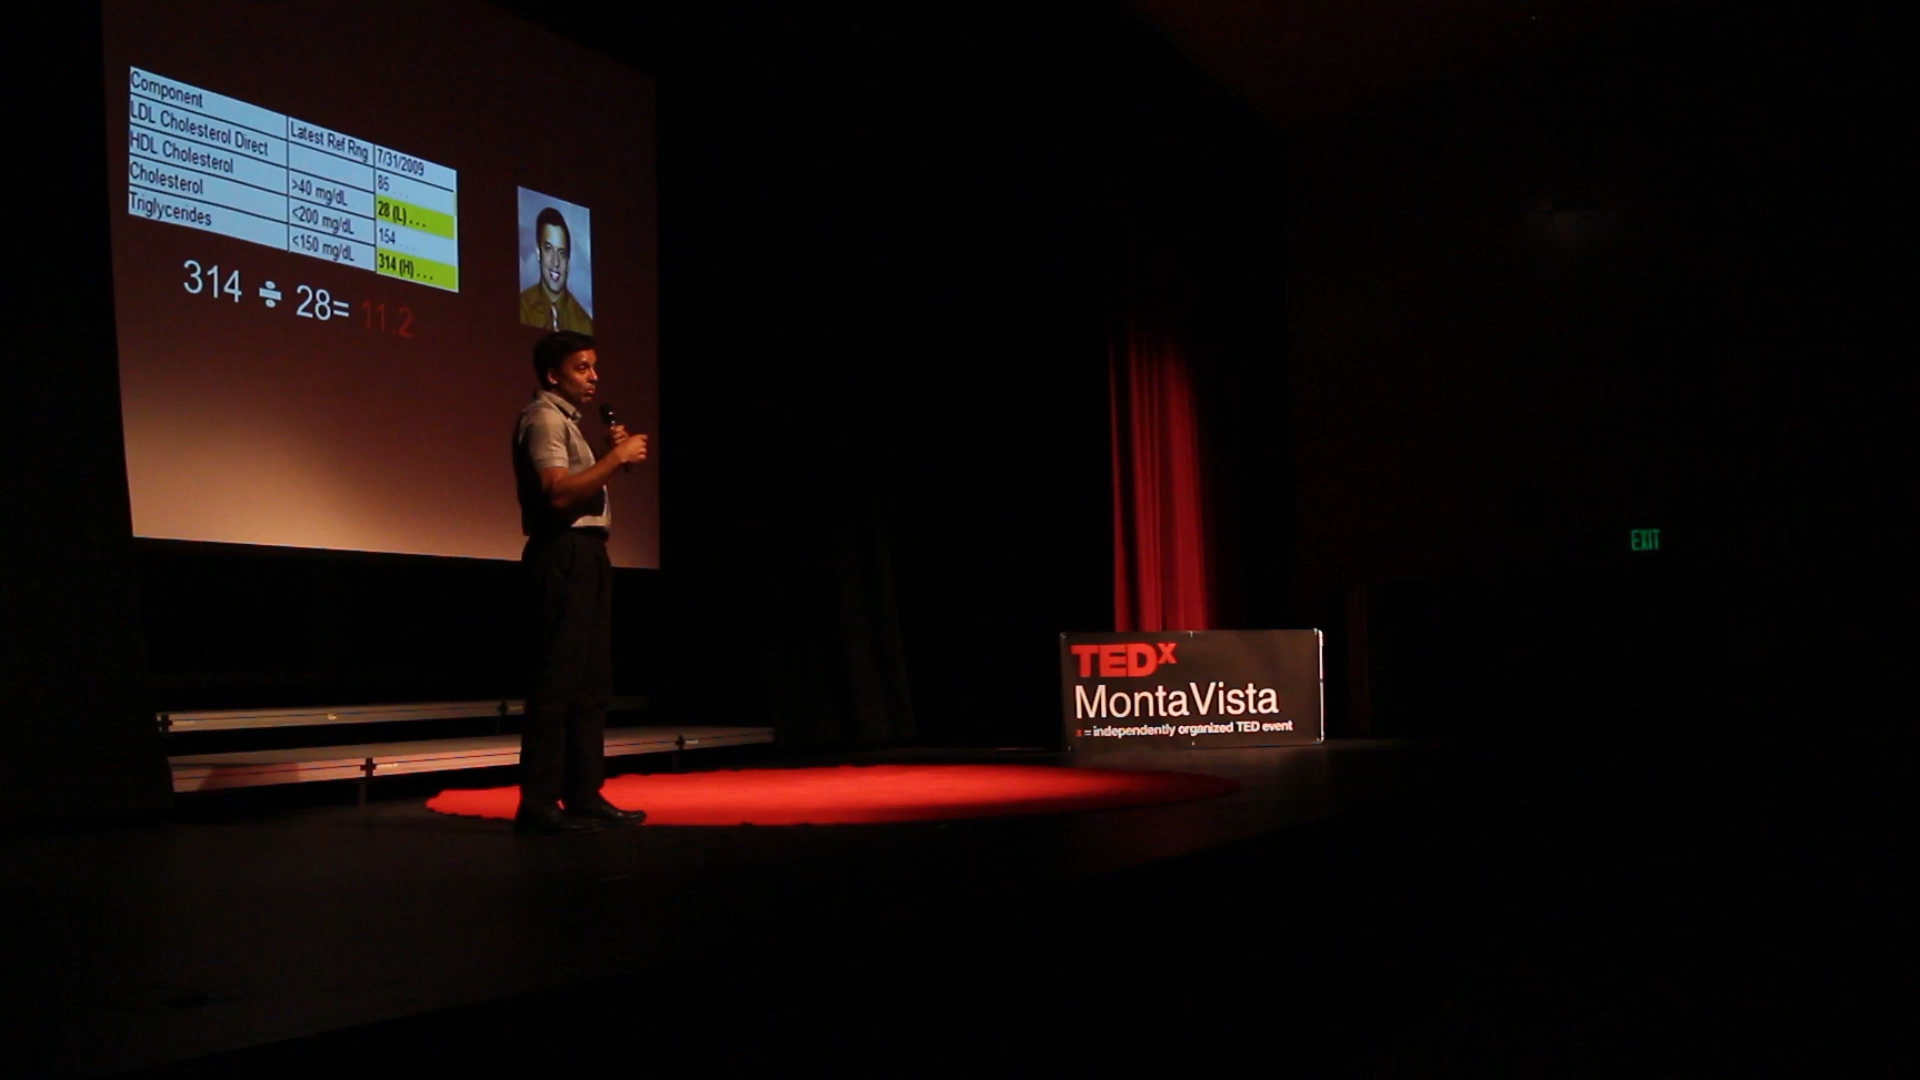 Component Latest Ref Rng 7/31/2009
LDL Cholesterol Direct 85 . . .
HDL Cholesterol >40 mg/dL 28 (L) . . .
Cholesterol <200 mg/dL 154 . . .
Triglycerides <150 mg/dL 314 (H) . . .
314 ÷ 28= 11.2
EXIT
TEDx
MontaVista
x = independently organized TED event